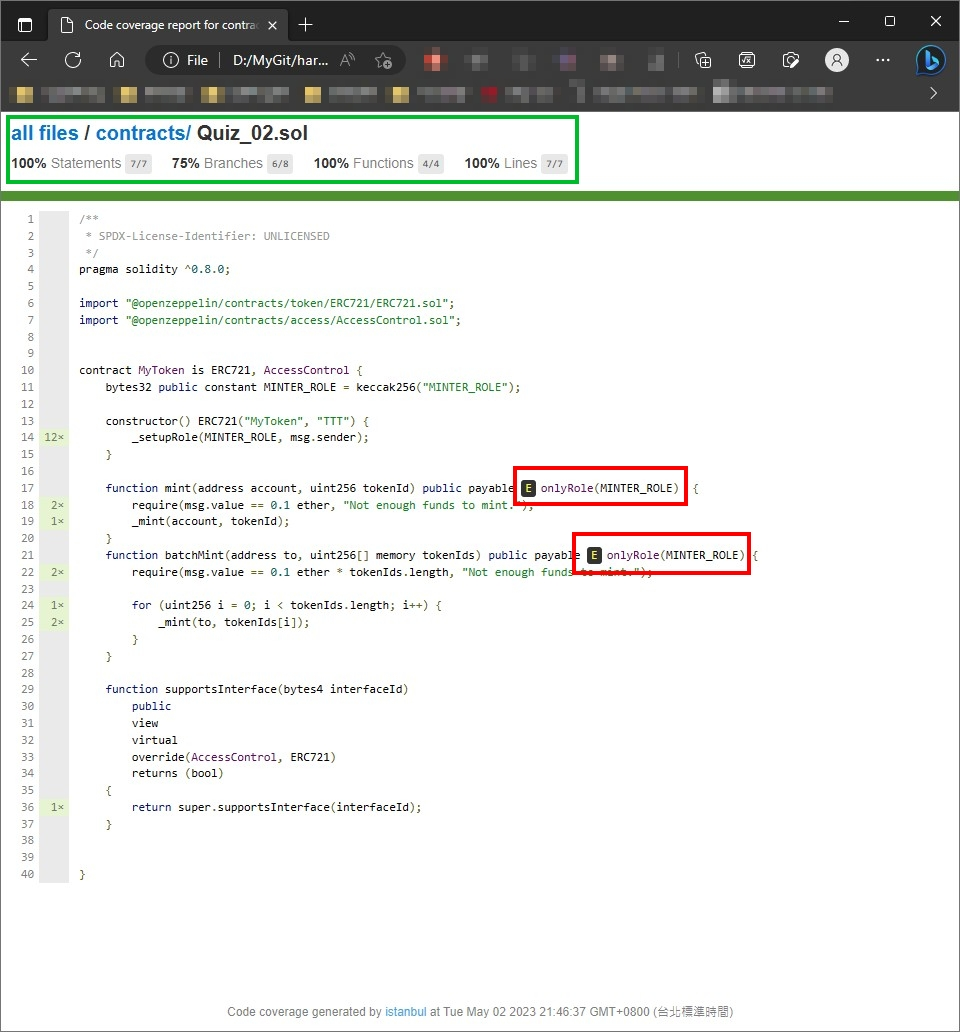 Code coverage report for contra
File
D:/MyGit/har...
all files / contracts/ Quiz_02.sol
100% Statements 7/7 75% Branches 6/8 100% Functions 4/4 100% Lines 7/7
1 /**
2 * SPDX-License-Identifier: UNLICENSED
3 */
4 pragma solidity ^0.8.0;
5
6 import "@openzeppelin/contracts/token/ERC721/ERC721.sol";
7 import "@openzeppelin/contracts/access/AccessControl.sol";
8
9
10 contract MyToken is ERC721, AccessControl {
11 bytes32 public constant MINTER_ROLE = keccak256("MINTER_ROLE");
12
13 constructor() ERC721("MyToken", "TTT") {
14 12× _setupRole(MINTER_ROLE, msg.sender);
15 }
16
17 function mint(address account, uint256 tokenId) public payable E onlyRole(MINTER_ROLE) {
18 2× require(msg.value == 0.1 ether, "Not enough funds to mint.");
19 1× _mint(account, tokenId);
20 }
21 function batchMint(address to, uint256[] memory tokenIds) public payable E onlyRole(MINTER_ROLE) {
22 2× require(msg.value == 0.1 ether * tokenIds.length, "Not enough funds to mint.");
23
24 1× for (uint256 i = 0; i < tokenIds.length; i++) {
25 2× _mint(to, tokenIds[i]);
26 }
27 }
28
29 function supportsInterface(bytes4 interfaceId)
30 public
31 view
32 virtual
33 override(AccessControl, ERC721)
34 returns (bool)
35 {
36 1× return super.supportsInterface(interfaceId);
37 }
38
39
40 }
Code coverage generated by istanbul at Tue May 02 2023 21:46:37 GMT+0800 (台北標準時間)